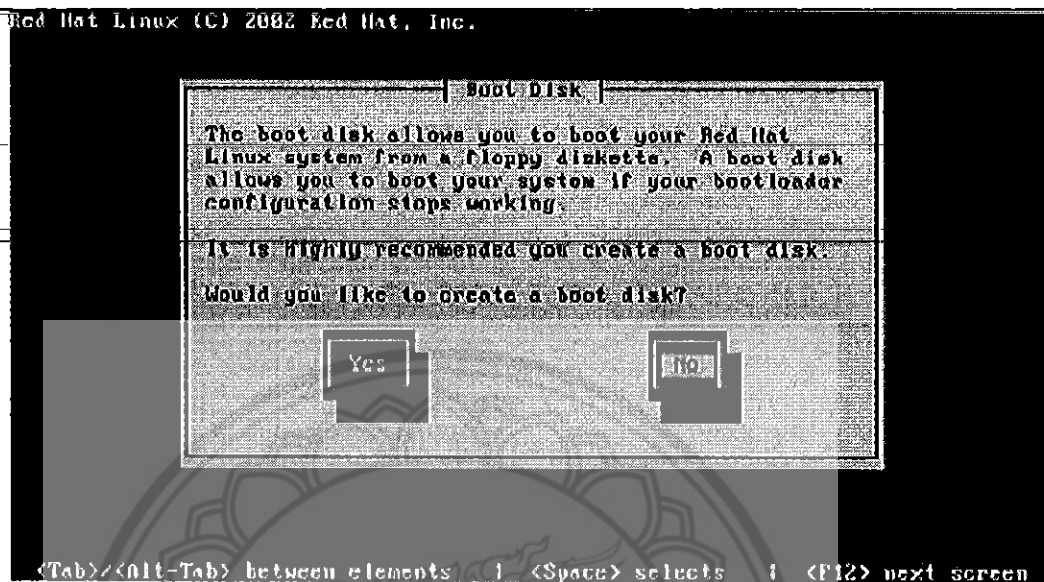 Red Hat Linux (C) 2002 Red Hat, Inc.
Boot Disk
The boot disk allows you to boot your Red Hat
Linux system from a floppy diskette.  A boot disk
allows you to boot your system if your bootloader
configuration stops working.
It is highly recommended you create a boot disk.
Would you like to create a boot disk?
Yes
No
<Tab>/<Alt-Tab> between elements | <Space> selects | <F12> next screen